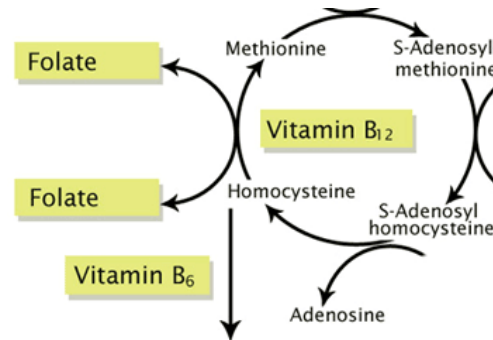 Folate
Methionine
S-Adenosyl
methionine
Vitamin B₁₂
Folate
Homocysteine
S-Adenosyl
homocysteine
Vitamin B₆
Adenosine